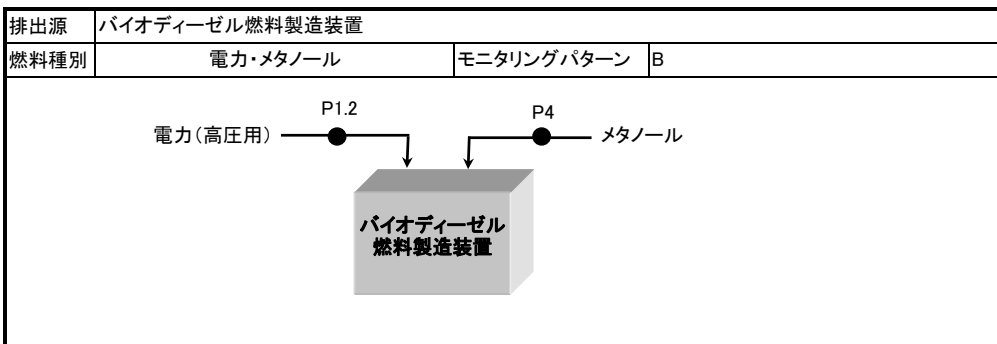 排出源 バイオディーゼル燃料製造装置
燃料種別 電力・メタノール モニタリングパターン B
P1.2 P4
電力(高圧用) メタノール
バイオディーゼル
燃料製造装置